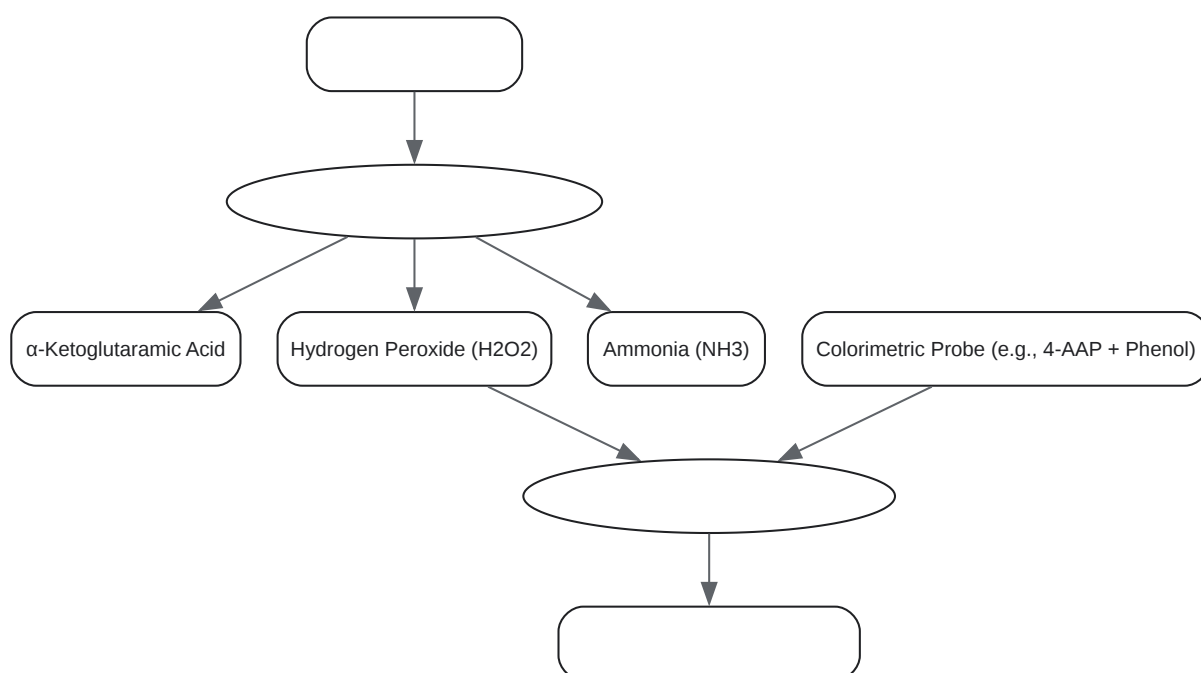 α-Ketoglutaramic Acid
Hydrogen Peroxide (H2O2)
Ammonia (NH3)
Colorimetric Probe (e.g., 4-AAP + Phenol)